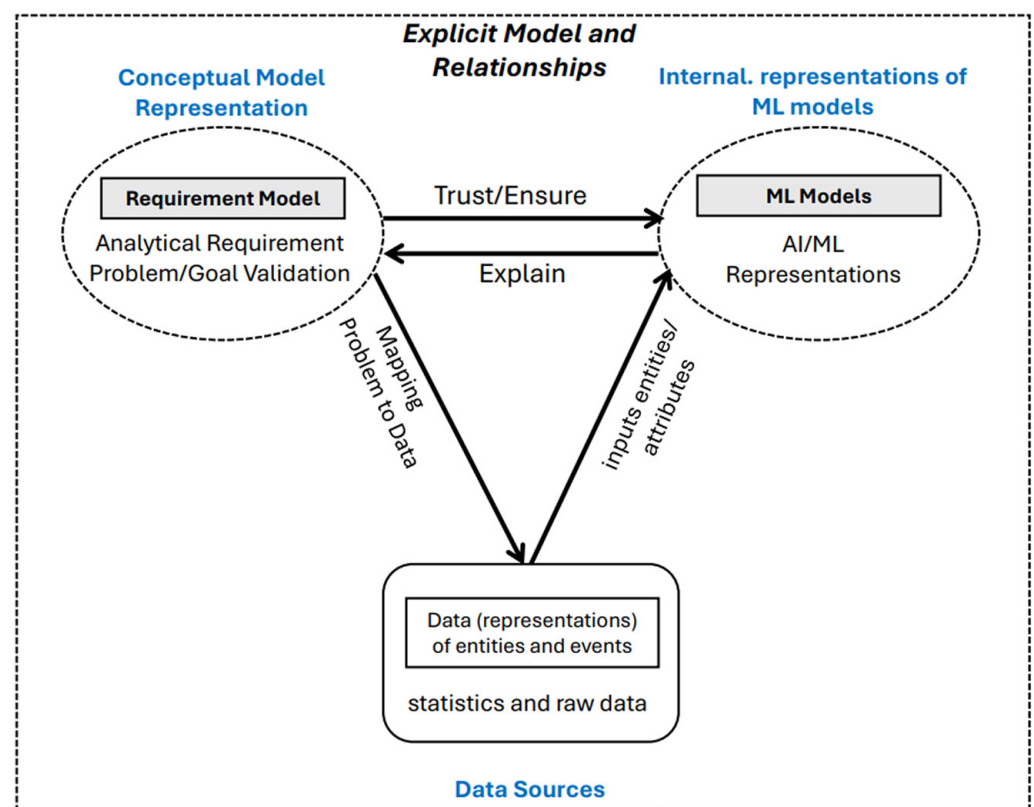 Explicit Model and
Relationships
Conceptual Model
Representation
Internal. representations of
ML models
Requirement Model
Analytical Requirement
Problem/Goal Validation
Trust/Ensure
Explain
ML Models
AI/ML
Representations
Mapping
Problem to Data
inputs entities/
attributes
Data (representations)
of entities and events
statistics and raw data
Data Sources